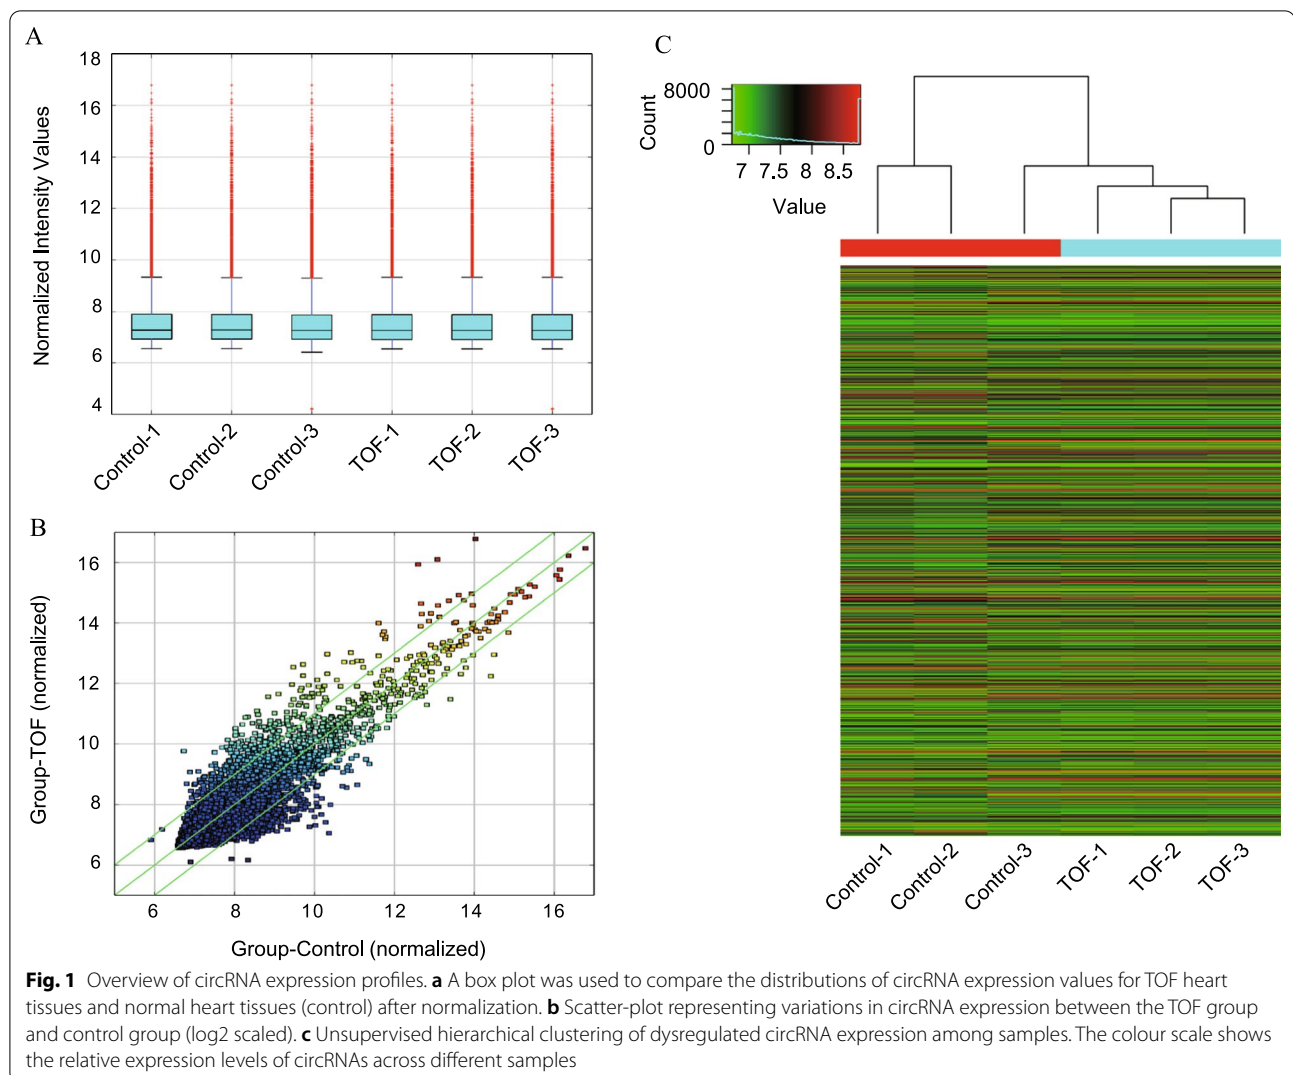 A
18
16
14
12
10
8
6
4
Normalized Intensity Values
Control-1
Control-2
Control-3
TOF-1
TOF-2
TOF-3
B
16
14
12
10
8
6
Group-TOF (normalized)
6 8 10 12 14 16
Group-Control (normalized)
C
8000
0
Count
7 7.5 8 8.5
Value
Control-1
Control-2
Control-3
TOF-1
TOF-2
TOF-3
Fig. 1 Overview of circRNA expression profiles. a A box plot was used to compare the distributions of circRNA expression values for TOF heart
tissues and normal heart tissues (control) after normalization. b Scatter-plot representing variations in circRNA expression between the TOF group
and control group (log2 scaled). c Unsupervised hierarchical clustering of dysregulated circRNA expression among samples. The colour scale shows
the relative expression levels of circRNAs across different samples